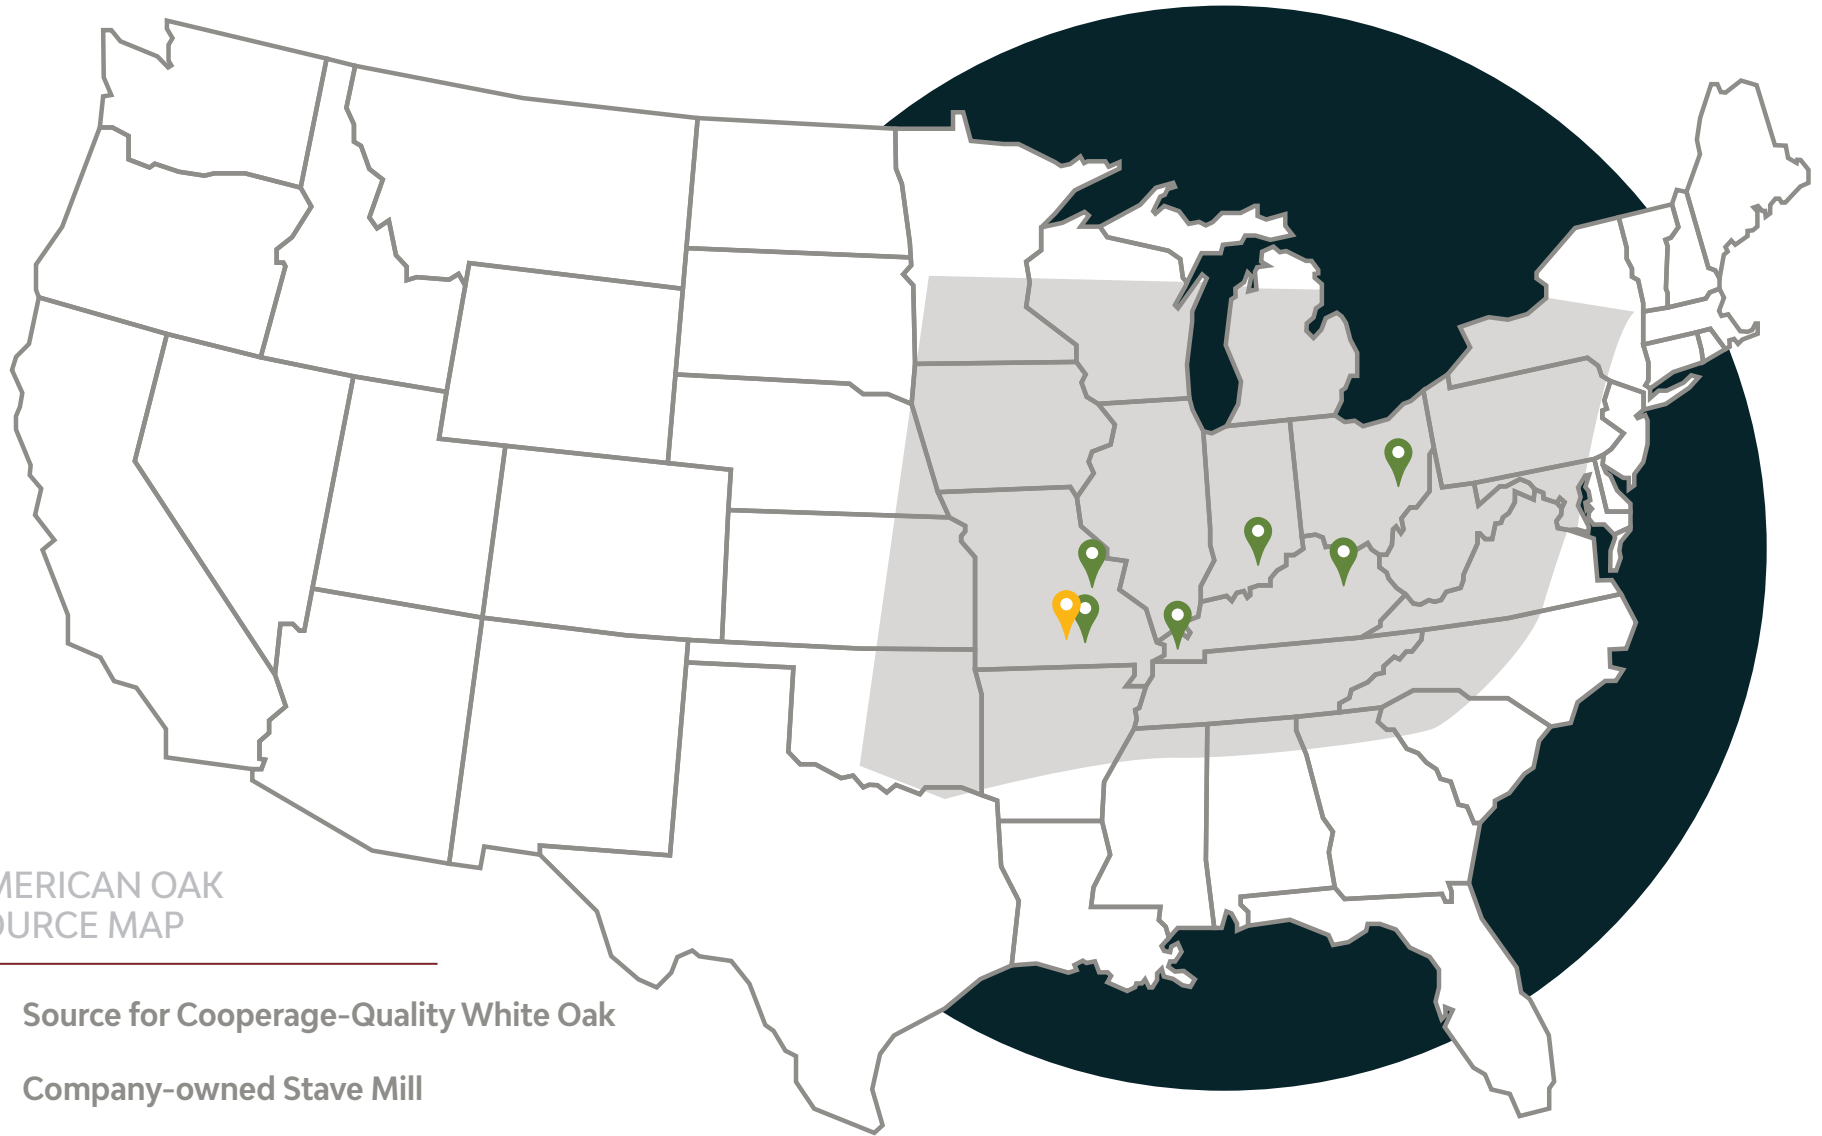 MERICAN OAK
OURCE MAP
Source for Cooperage-Quality White Oak
Company-owned Stave Mill